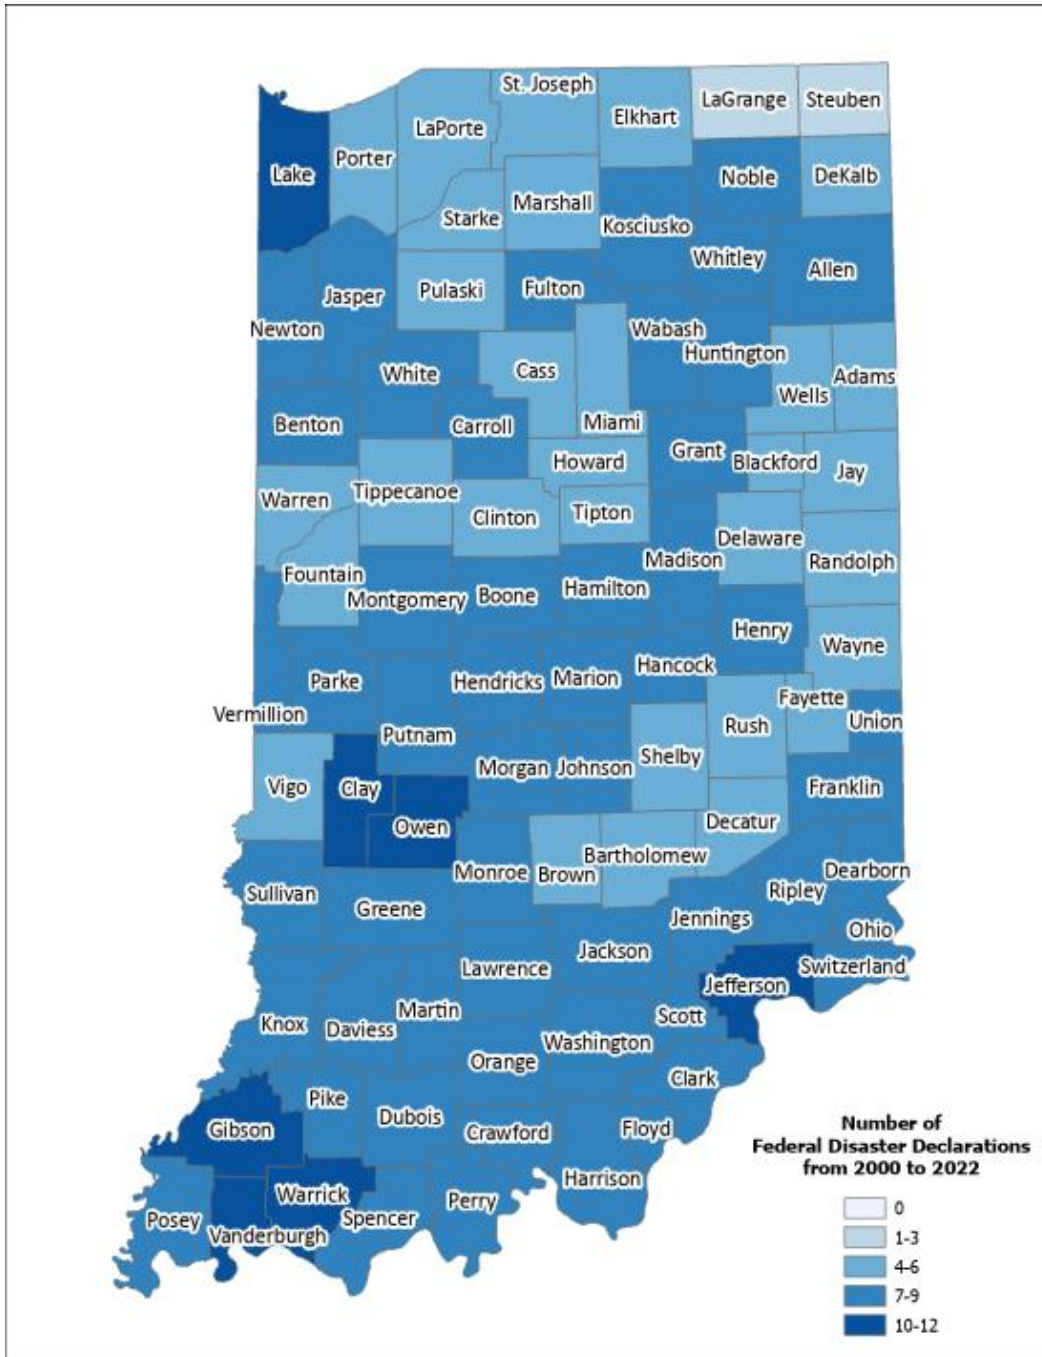 St. Joseph
LaGrange
Steuben
Elkhart
LaPorte
Porter
Lake
Noble
DeKalb
Marshall
Starke
Kosciusko
Whitley
Allen
Pulaski
Fulton
Jasper
Newton
Wabash
Huntington
White
Cass
Adams
Wells
Miami
Benton
Carroll
Grant
Howard
Blackford
Jay
Warren
Tippecanoe
Clinton
Tipton
Delaware
Randolph
Madison
Fountain
Montgomery
Boone
Hamilton
Henry
Wayne
Hancock
Parke
Hendricks
Marion
Fayette
Vermillion
Union
Putnam
Rush
Shelby
Morgan
Johnson
Vigo
Clay
Franklin
Owen
Decatur
Bartholomew
Monroe
Brown
Dearborn
Ripley
Sullivan
Greene
Jennings
Ohio
Jackson
Lawrence
Switzerland
Jefferson
Martin
Scott
Knox
Daviess
Washington
Orange
Clark
Pike
Dubois
Gibson
Crawford
Floyd
Harrison
Warrick
Perry
Posey
Spencer
Vanderburgh
Number of
Federal Disaster Declarations
from 2000 to 2022
0
1-3
4-6
7-9
10-12